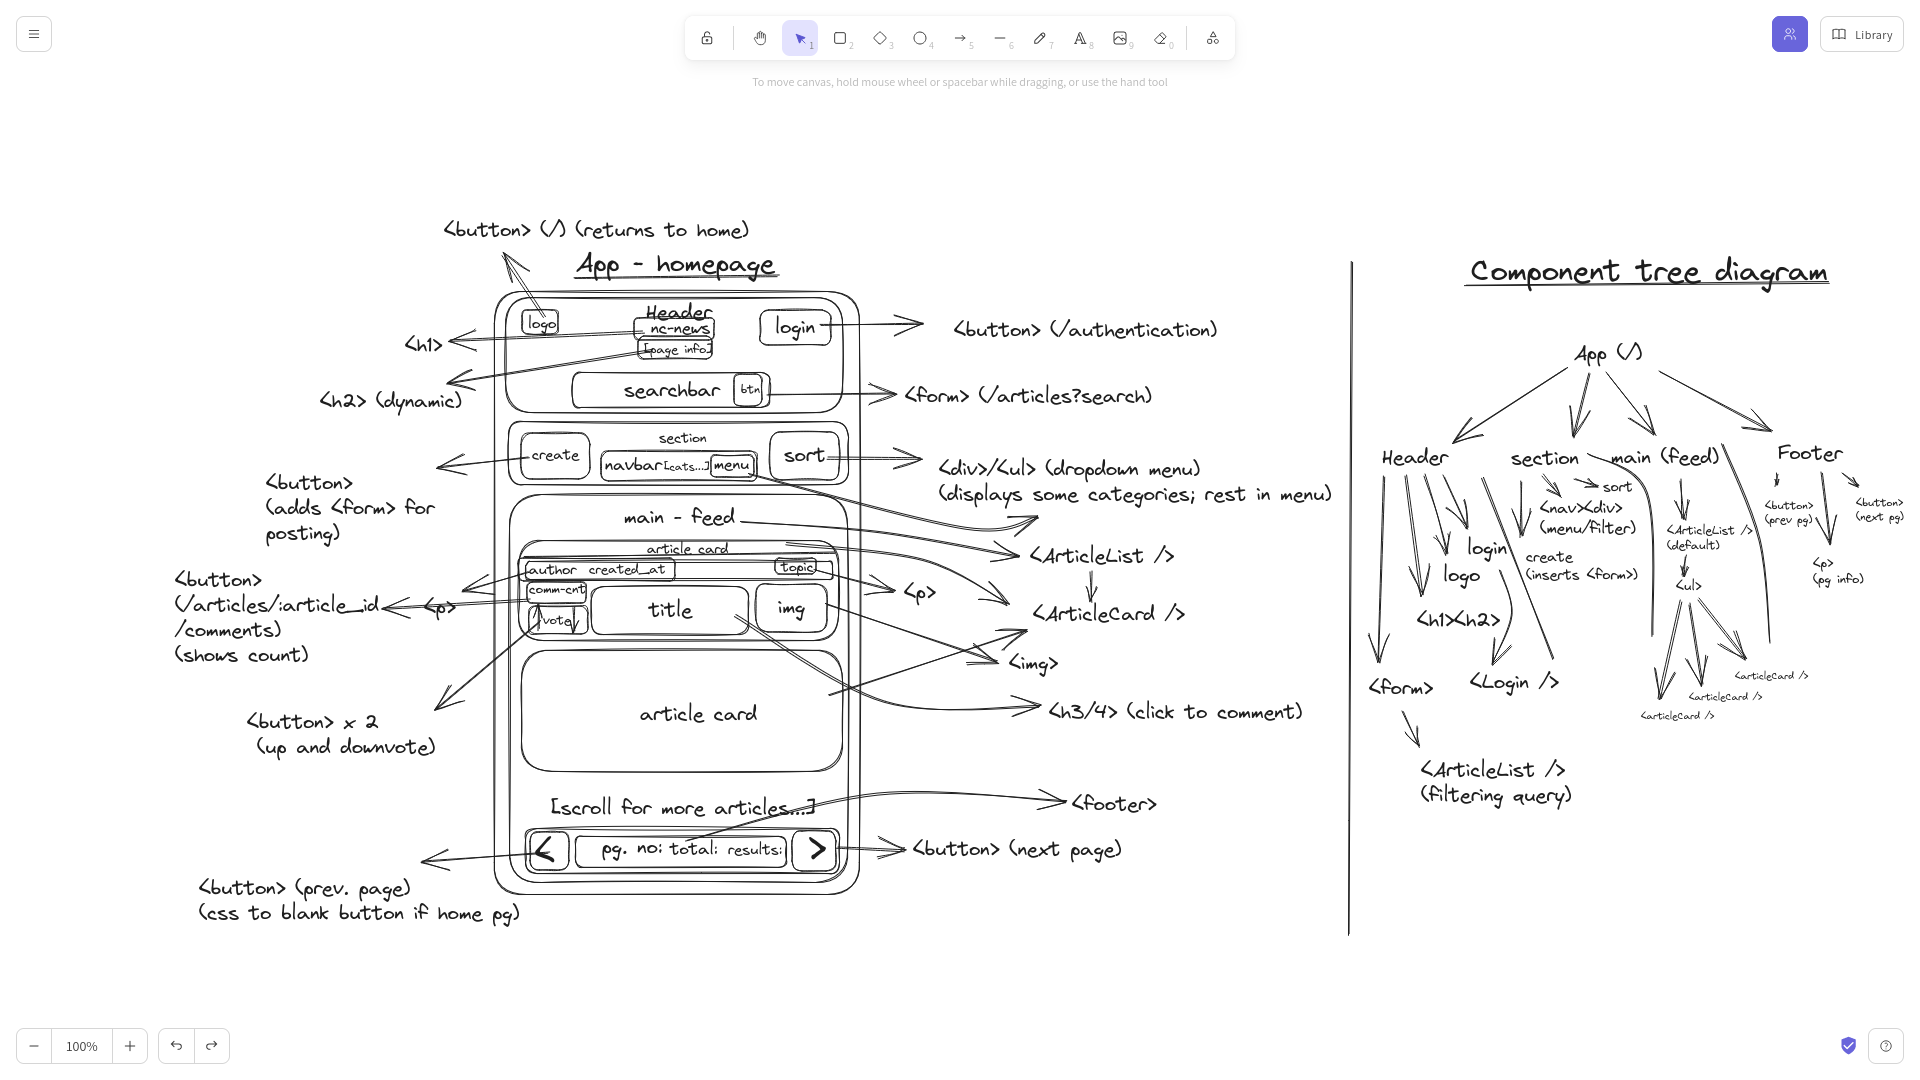 1
2
3
4
5
6
7
8
9
0
Library
To move canvas, hold mouse wheel or spacebar while dragging, or use the hand tool
<button> (/) (returns to home)
App - homepage
Header
logo
nc-news
login
[page info]
searchbar
btn
<h1>
<h2> (dynamic)
<button> (/authentication)
<form> (/articles?search)
section
create
navbar
[cats...]
menu
sort
<button>
(adds <form> for
posting)
<div>/<ul> (dropdown menu)
(displays some categories; rest in menu)
main - feed
<ArticleList />
article card
author created_at
topic
comm-cnt
vote
title
img
<button>
(/articles/:article_id
/comments)
(shows count)
<p>
<p>
<ArticleCard />
<img>
<button> x 2
(up and downvote)
article card
<h3/4> (click to comment)
[scroll for more articles...]
<footer>
<
pg. no:
total:
results:
>
<button> (next page)
<button> (prev. page)
(css to blank button if home pg)
Component tree diagram
App (/)
Header
section
main (feed)
Footer
sort
<nav><div>
(menu/filter)
create
(inserts <form>)
login
logo
<h1><h2>
<form>
<Login />
<ArticleList />
(filtering query)
<ArticleList />
(default)
<ul>
<articleCard />
<articleCard />
<articleCard />
<button>
(prev pg)
<button>
(next pg)
<p>
(pg info)
100%